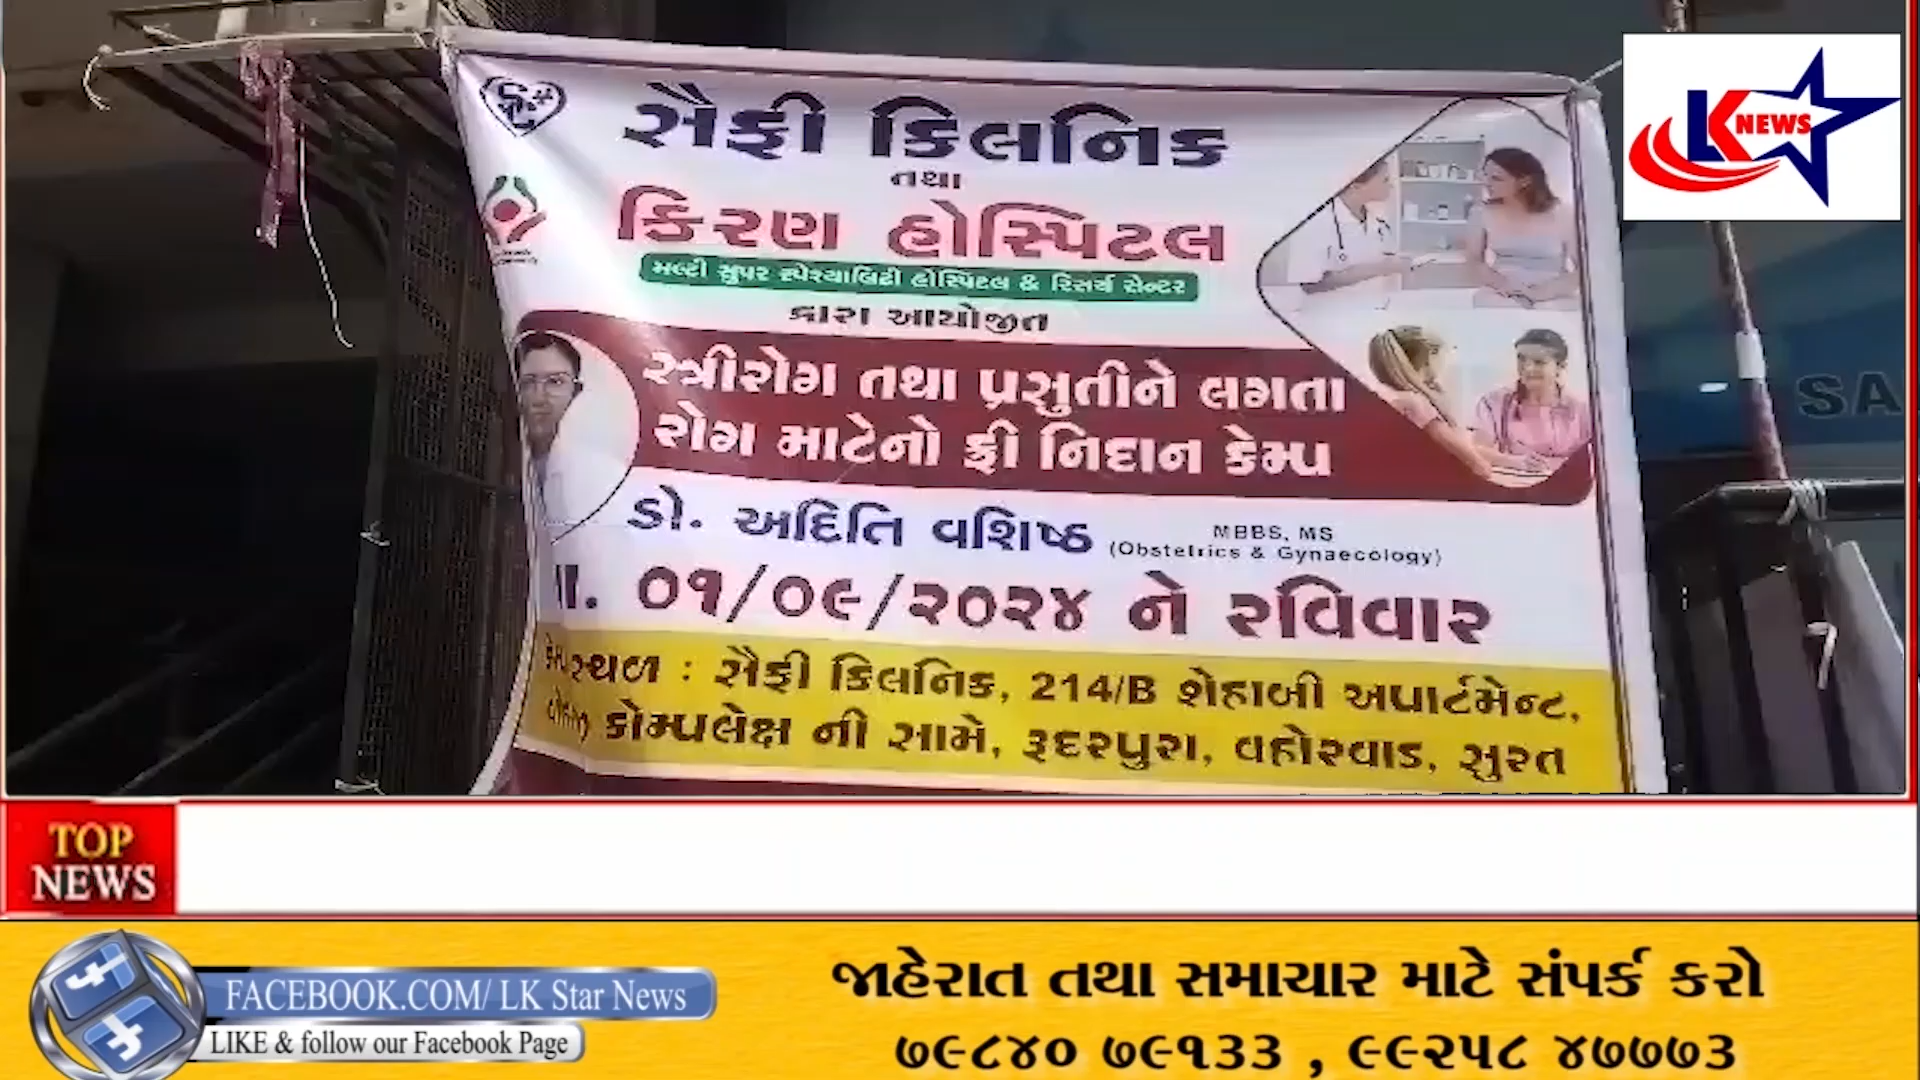 સૈફી ક્લિનિક
તથા
કિરણ હોસ્પિટલ
મલ્ટી સુપર સ્પેશ્યાલિટી હોસ્પિટલ & રિસર્ચ સેન્ટર
દ્વારા આયોજીત
સ્ત્રીરોગ તથા પ્રસુતીને લગતા
રોગ માટેનો ફ્રી નિદાન કેમ્પ
ડો. અદિતિ વશિષ્ઠ
MBBS, MS
(Obstetrics & Gynaecology)
૦૧/૦૯/૨૦૨૪ ને રવિવાર
સ્થળ : સૈફી ક્લિનિક, 214/B શેહાબી અપાર્ટમેન્ટ,
કોમ્પલેક્ષ ની સામે, રૂદરપુરા, વહોરવાડ, સુરત
LK NEWS
SA
TOP
NEWS
FACEBOOK.COM/ LK Star News
LIKE & follow our Facebook Page
જાહેરાત તથા સમાચાર માટે સંપર્ક કરો
૭૯૮૪૦ ૭૯૧૩૩ , ૯૯૨૫૮ ૪૭૭૭૩